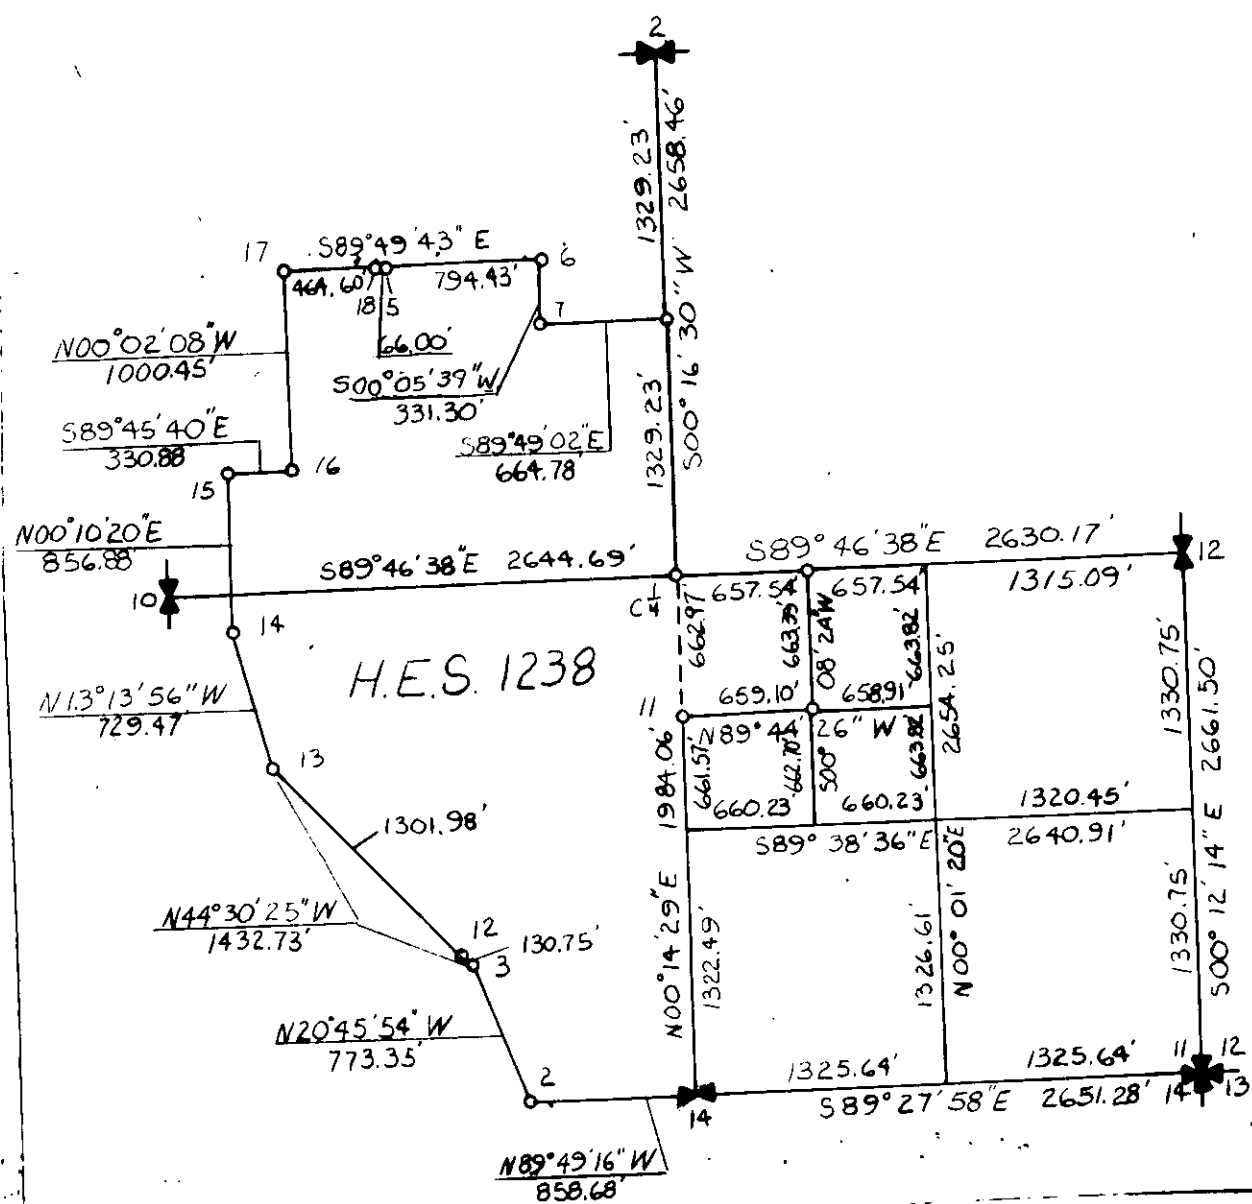 2
1329.23'
2658.46'
S00°16'30"W
1329.23'
17
S89°49'43"E
6
464.60'
18
5
794.43'
7
66.00'
N00°02'08"W
1000.45'
S00°05'39"W
331.30'
S89°45'40"E
330.88'
S89°49'02"E
664.78'
15
16
N00°10'20"E
856.88'
10
S89°46'38"E 2644.69'
S89°46'38"E 2630.17'
12
C¼
657.54'
657.54'
1315.09'
14
662.97'
663.39'
08'24"W
663.82'
2654.25'
1330.75'
2661.50'
H.E.S. 1238
N13°13'56"W
729.47'
11
659.10'
658.91'
N89°44'26"W
13
1984.06'
661.57'
662.70'
S00°
663.82'
660.23'
660.23'
1320.45'
S89°38'36"E
2640.91'
1301.98'
N44°30'25"W
1432.73'
12
3
130.75'
N00°14'29"E
1322.49'
1326.61'
N00°01'20"E
1330.75'
S00°12'14"E
N20°45'54"W
773.35'
2
1325.64'
1325.64'
11
12
14
S89°27'58"E 2651.28'
14
13
N89°49'16"W
858.68'